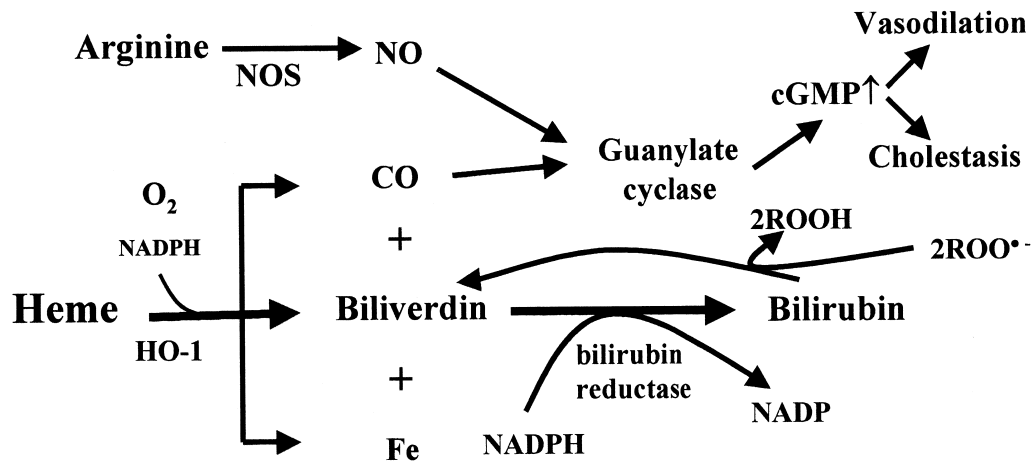 Vasodilation
Arginine
NO
NOS
cGMP↑
Guanylate
cyclase
Cholestasis
CO
O₂
2ROOH
NADPH
+
2ROO•-
Heme
Biliverdin
Bilirubin
HO-1
bilirubin
reductase
+
NADP
Fe
NADPH